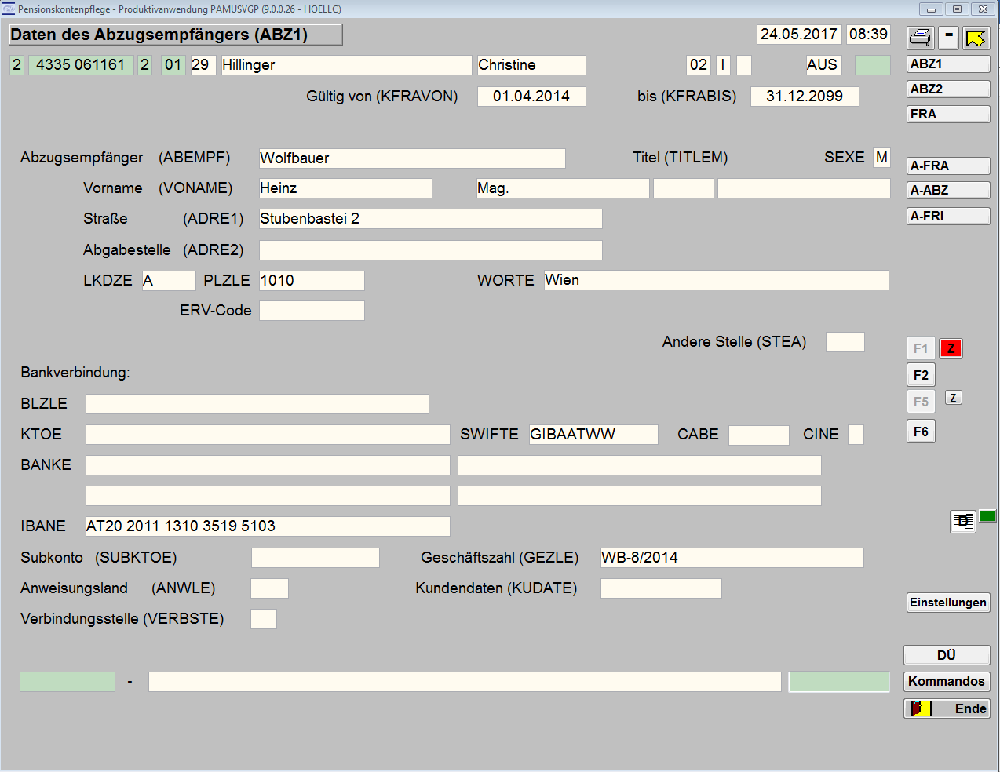 Pensionskontenpflege - Produktivanwendung PAMUSVGP (9.0.0.26 - HOELLC)
Daten des Abzugsempfängers (ABZ1) 24.05.2017 08:39 -
2 4335 061161 2 01 29 Hillinger Christine 02 I AUS ABZ1
ABZ2
Gültig von (KFRAVON) 01.04.2014 bis (KFRABIS) 31.12.2099
FRA
Abzugsempfänger (ABEMPF) Wolfbauer Titel (TITLEM) SEXE M
A-FRA
Vorname (VONAME) Heinz Mag. A-ABZ
Straße (ADRE1) Stubenbastei 2 A-FRI
Abgabestelle (ADRE2)
LKDZE A PLZLE 1010 WORTE Wien
ERV-Code
Andere Stelle (STEA) F1 Z
Bankverbindung: F2
BLZLE F5 Z
KTOE SWIFTE GIBAATWW CABE CINE F6
BANKE
IBANE AT20 2011 1310 3519 5103 D
Subkonto (SUBKTOE) Geschäftszahl (GEZLE) WB-8/2014
Anweisungsland (ANWLE) Kundendaten (KUDATE)
Einstellungen
Verbindungsstelle (VERBSTE)
DÜ
- Kommandos
Ende